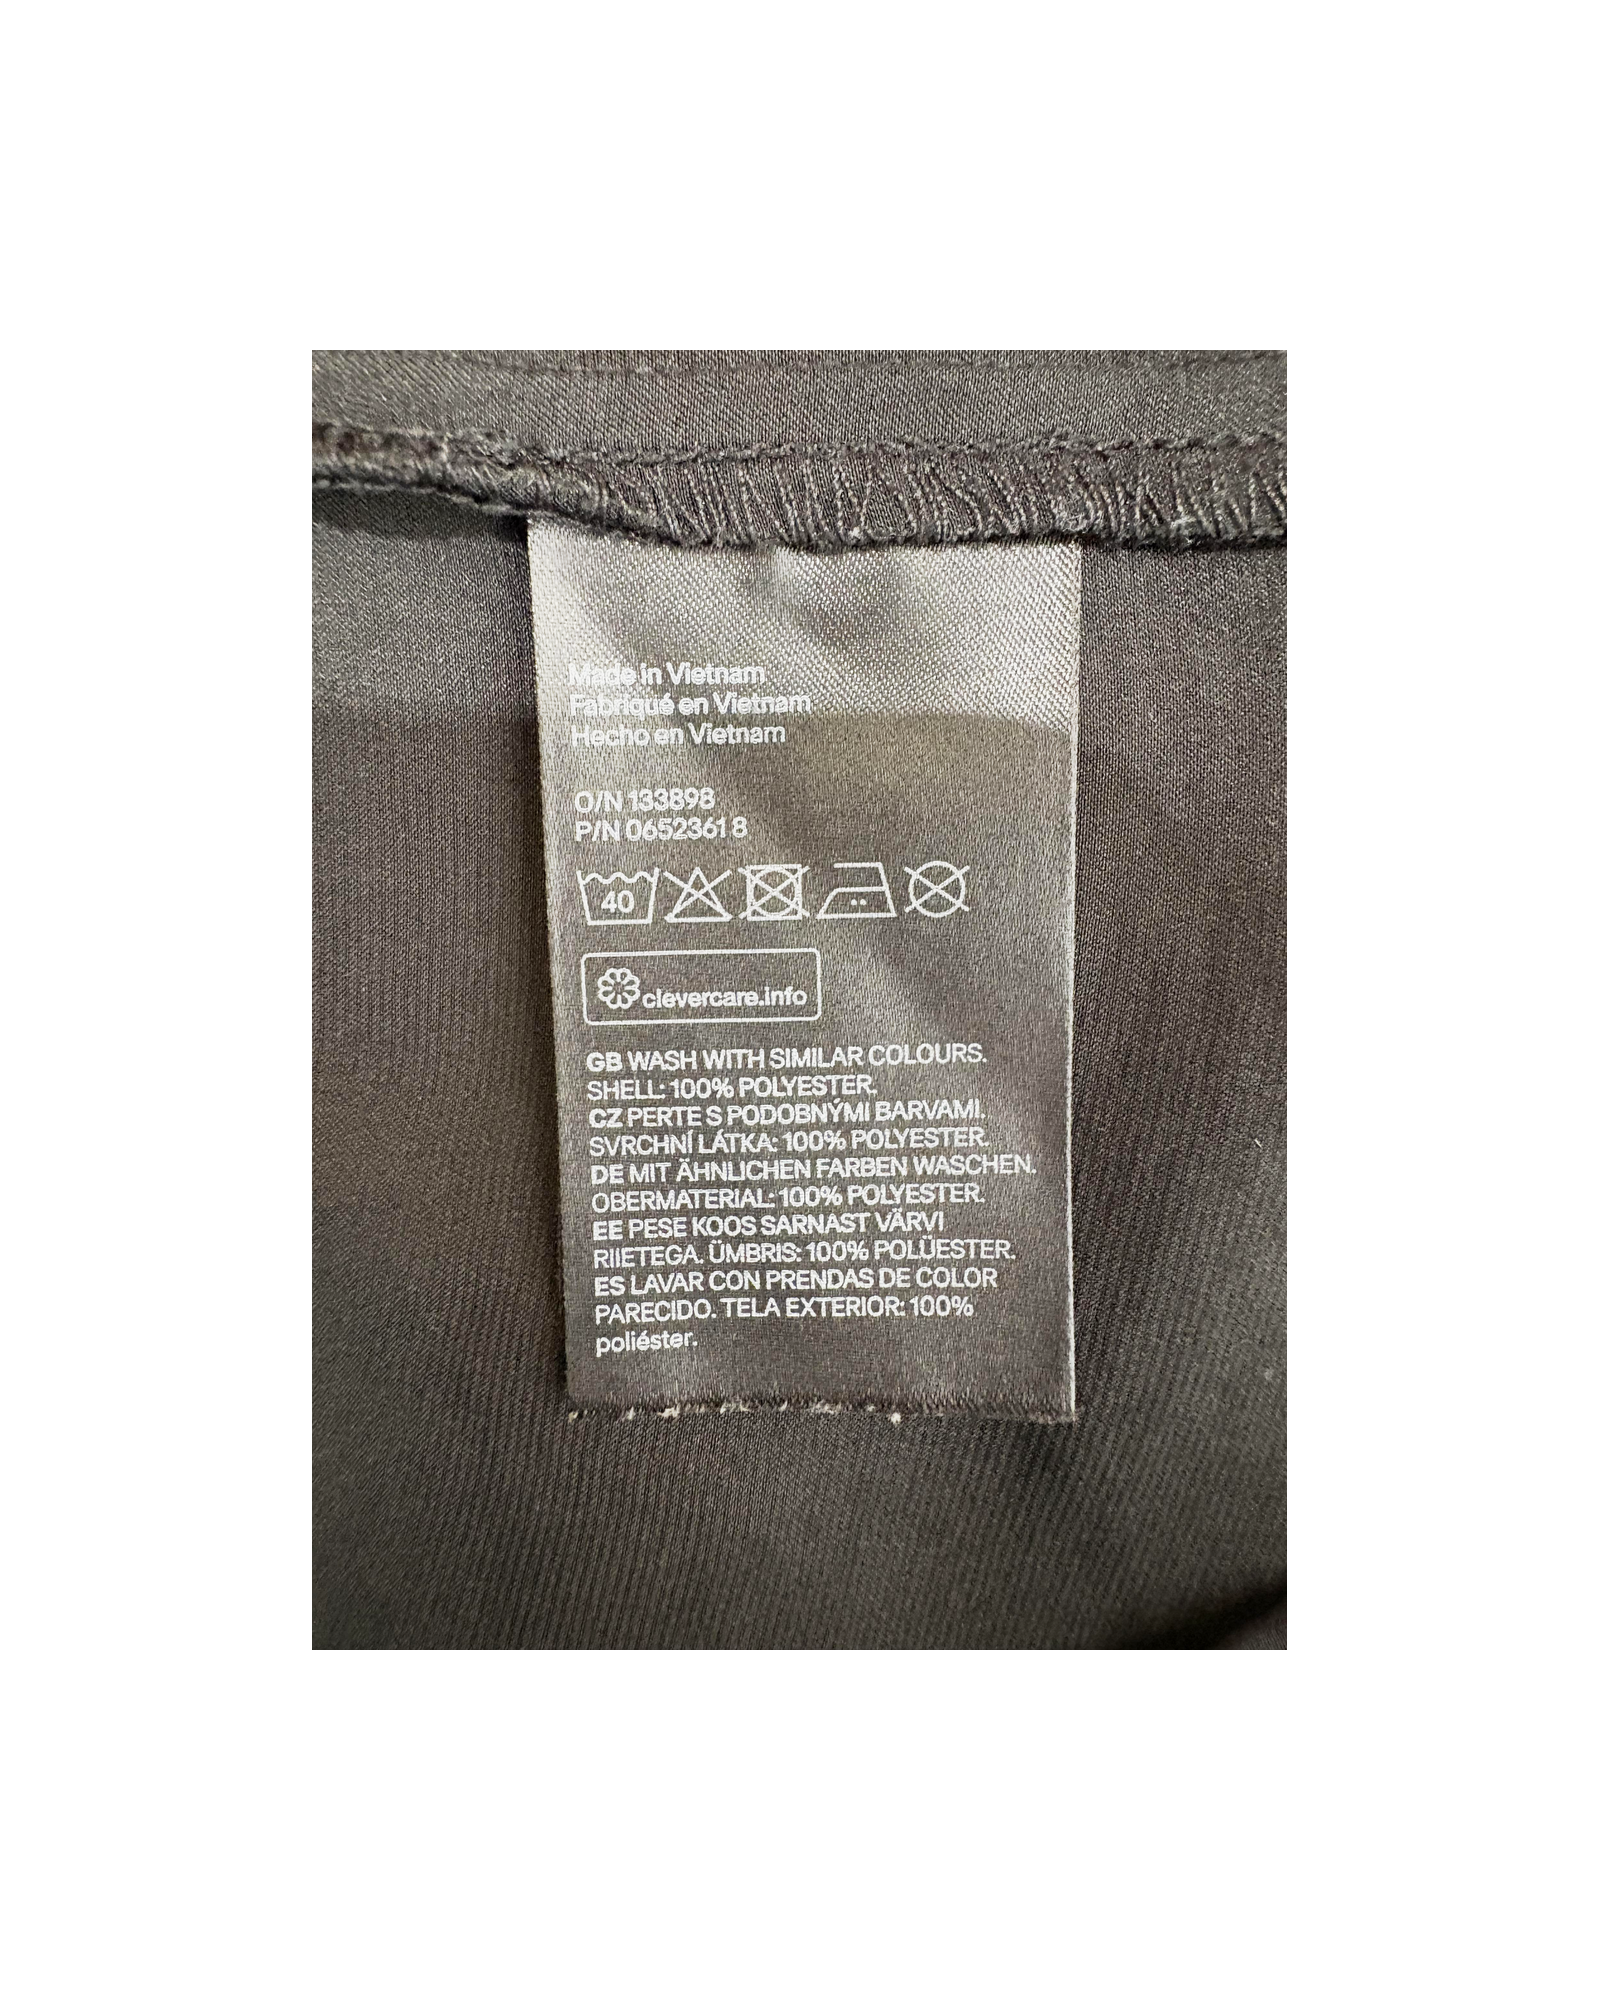 Made in Vietnam
Fabriqué en Vietnam
Hecho en Vietnam
O/N 133898
P/N 0652361 8
40
clevercare.info
GB WASH WITH SIMILAR COLOURS.
SHELL: 100% POLYESTER.
CZ PERTE S PODOBNÝMI BARVAMI.
SVRCHNÍ LÁTKA: 100% POLYESTER.
DE MIT ÄHNLICHEN FARBEN WASCHEN.
OBERMATERIAL: 100% POLYESTER.
EE PESE KOOS SARNAST VÄRVI
RIIETEGA. ÜMBRIS: 100% POLÜESTER.
ES LAVAR CON PRENDAS DE COLOR
PARECIDO. TELA EXTERIOR: 100%
poliéster.